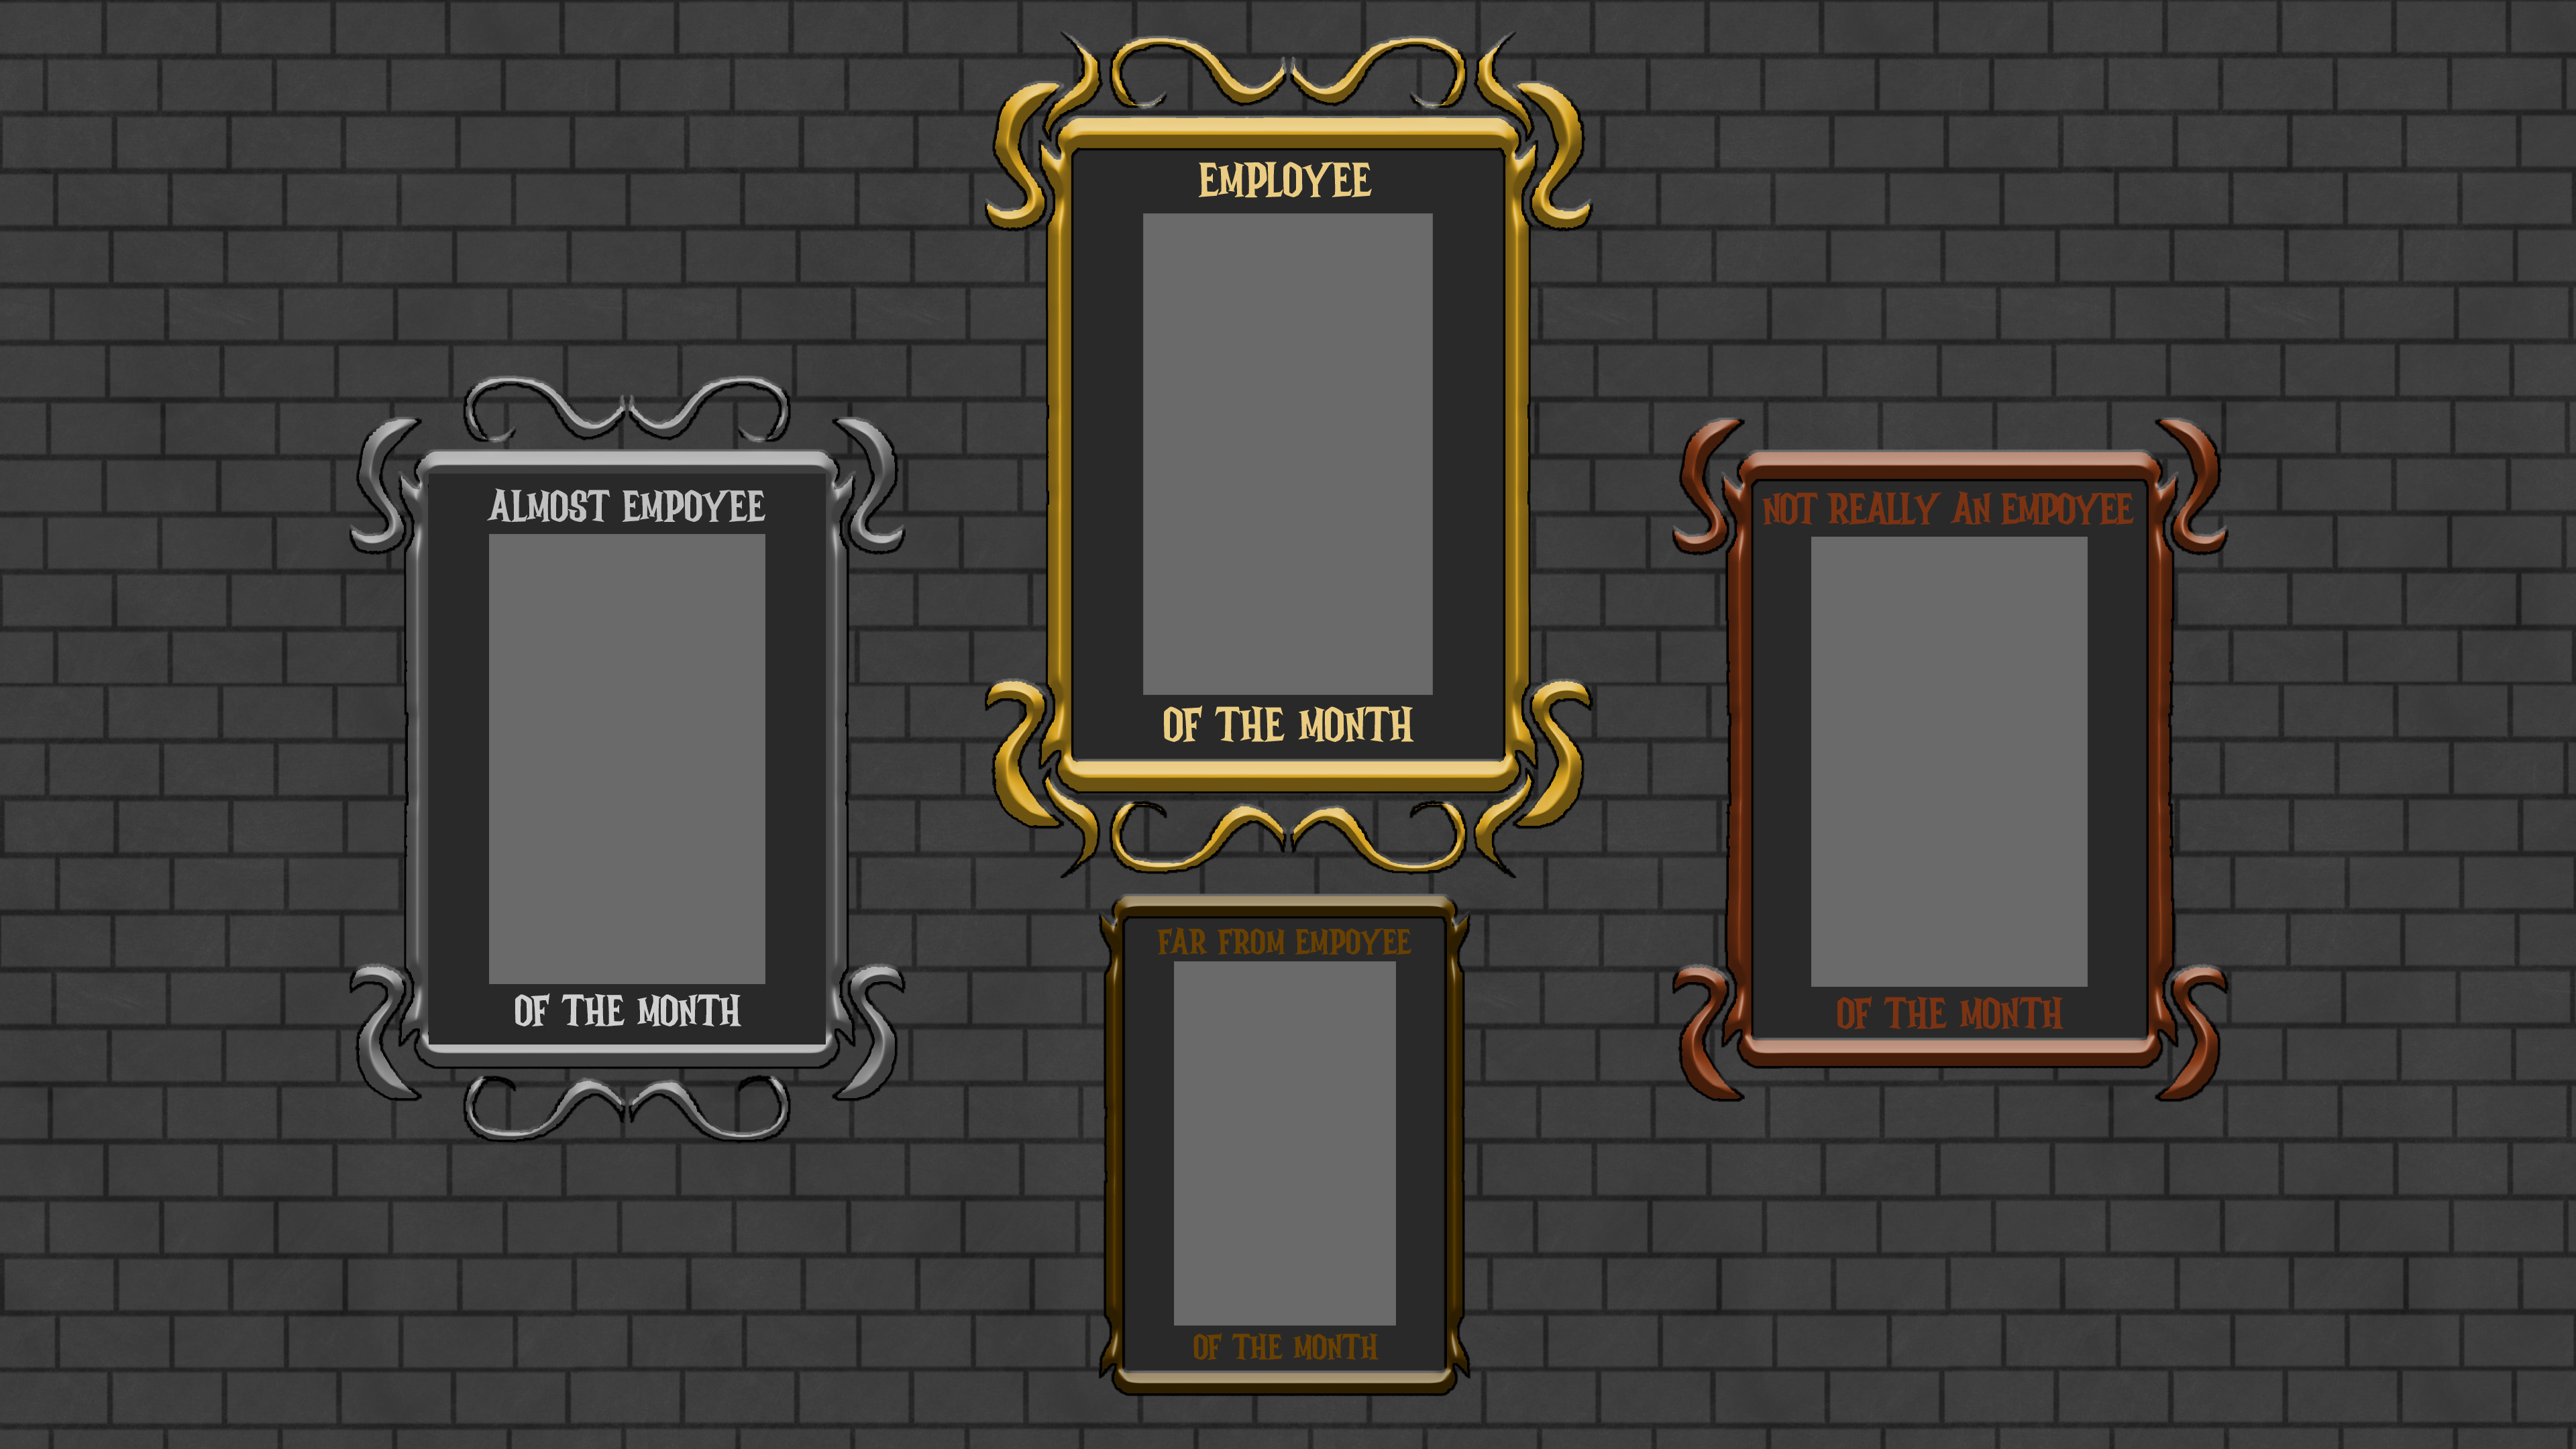 EMPLOYEE
OF THE MONTH
ALMOST EMPOYEE
OF THE MONTH
NOT REALLY AN EMPOYEE
OF THE MONTH
FAR FROM EMPOYEE
OF THE MONTH